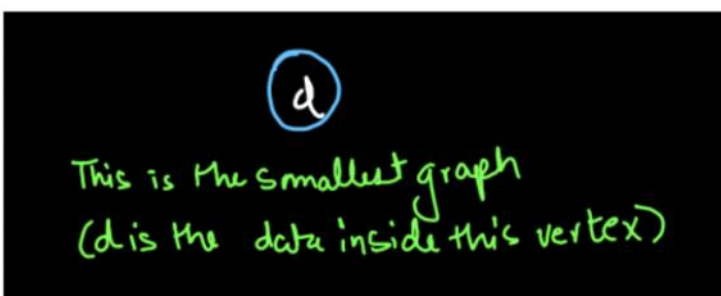 d
This is the smallest graph
(d is the data inside this vertex)